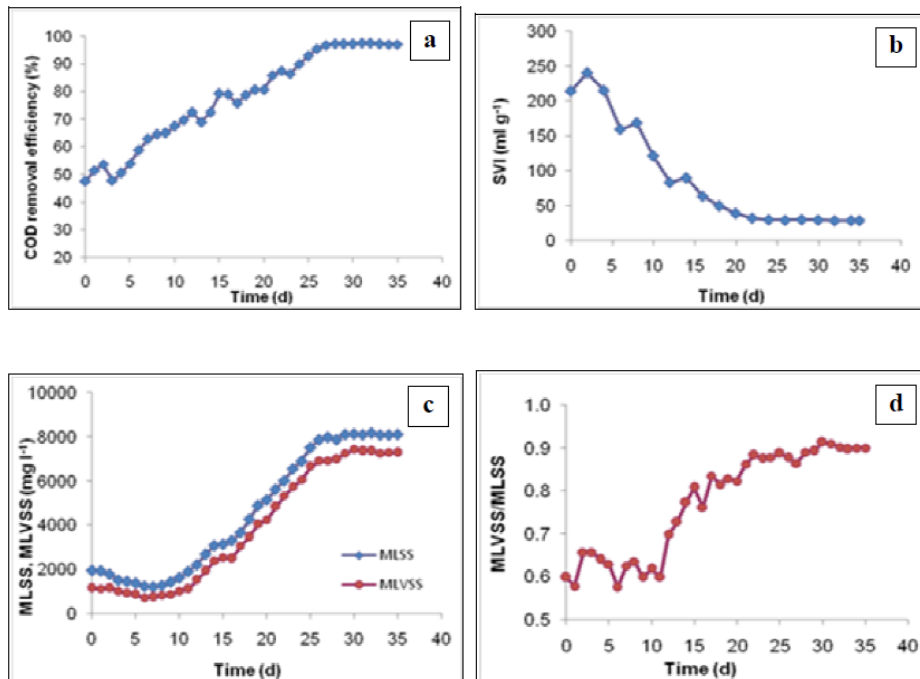 a
COD removal efficiency (%)
100
90
80
70
60
50
40
30
20
0 5 10 15 20 25 30 35 40
Time (d)
b
SVI (ml g-1)
300
250
200
150
100
50
0
0 5 10 15 20 25 30 35 40
Time (d)
c
MLSS, MLVSS (mg l-1)
10000
8000
6000
4000
2000
0
MLSS
MLVSS
0 5 10 15 20 25 30 35 40
Time (d)
d
MLVSS/MLSS
1.0
0.9
0.8
0.7
0.6
0.5
0 5 10 15 20 25 30 35 40
Time (d)